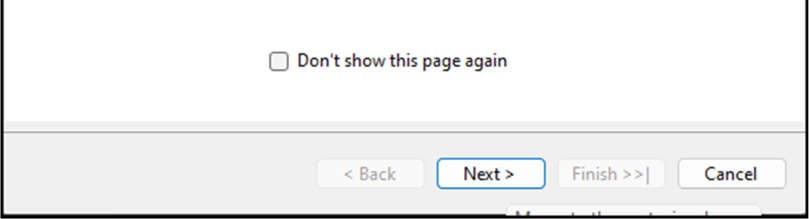 Don't show this page again
< Back Next > Finish >>| Cancel